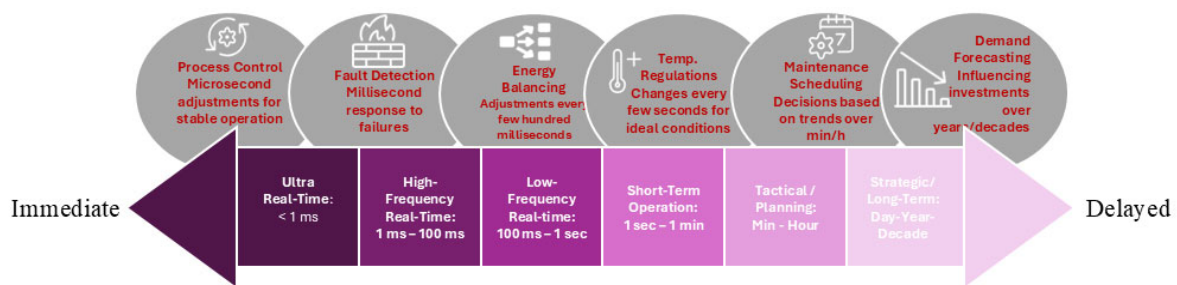 Process Control
Microsecond
adjustments for
stable operation
Fault Detection
Millisecond
response to
failures
Energy
Balancing
Adjustments every
few hundred
milliseconds
Temp.
Regulations
Changes every
few seconds for
ideal conditions
7
Maintenance
Scheduling
Decisions based
on trends over
min/h
Demand
Forecasting
Influencing
investments
over
years/decades
Immediate
Ultra
Real-Time:
< 1 ms
High-
Frequency
Real-Time:
1 ms – 100 ms
Low-
Frequency
Real-time:
100 ms – 1 sec
Short-Term
Operation:
1 sec – 1 min
Tactical /
Planning:
Min - Hour
Strategic/
Long-Term:
Day-Year-
Decade
Delayed